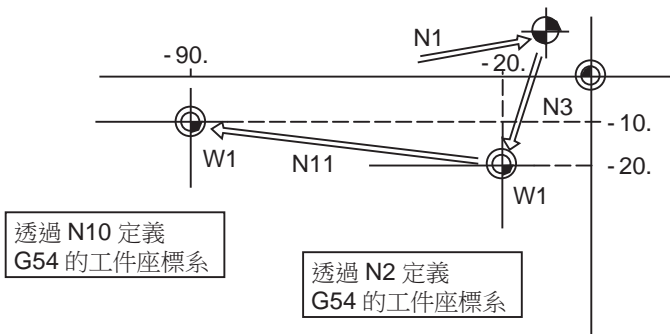 N1
-90.
-20.
N3
-10.
W1
N11
-20.
W1
透過 N10 定義
G54 的工件座標系
透過 N2 定義
G54 的工件座標系